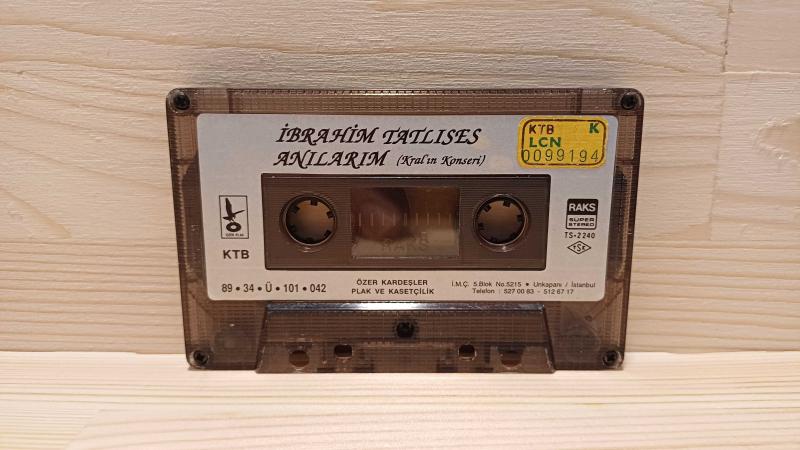 İBRAHİM TATLISES
ANILARIM (Kral'ın Konseri)
KTB K
LCN
0099194
KTB
RAKS
SÜPER
STEREO
TS-2240
TSE
RAKS
89 • 34 • Ü • 101 • 042
ÖZER KARDEŞLER
PLAK VE KASETÇİLİK
İ.M.Ç. 5.Blok No.5215 • Unkapanı / İstanbul
Telefon : 527 00 83 - 512 67 17